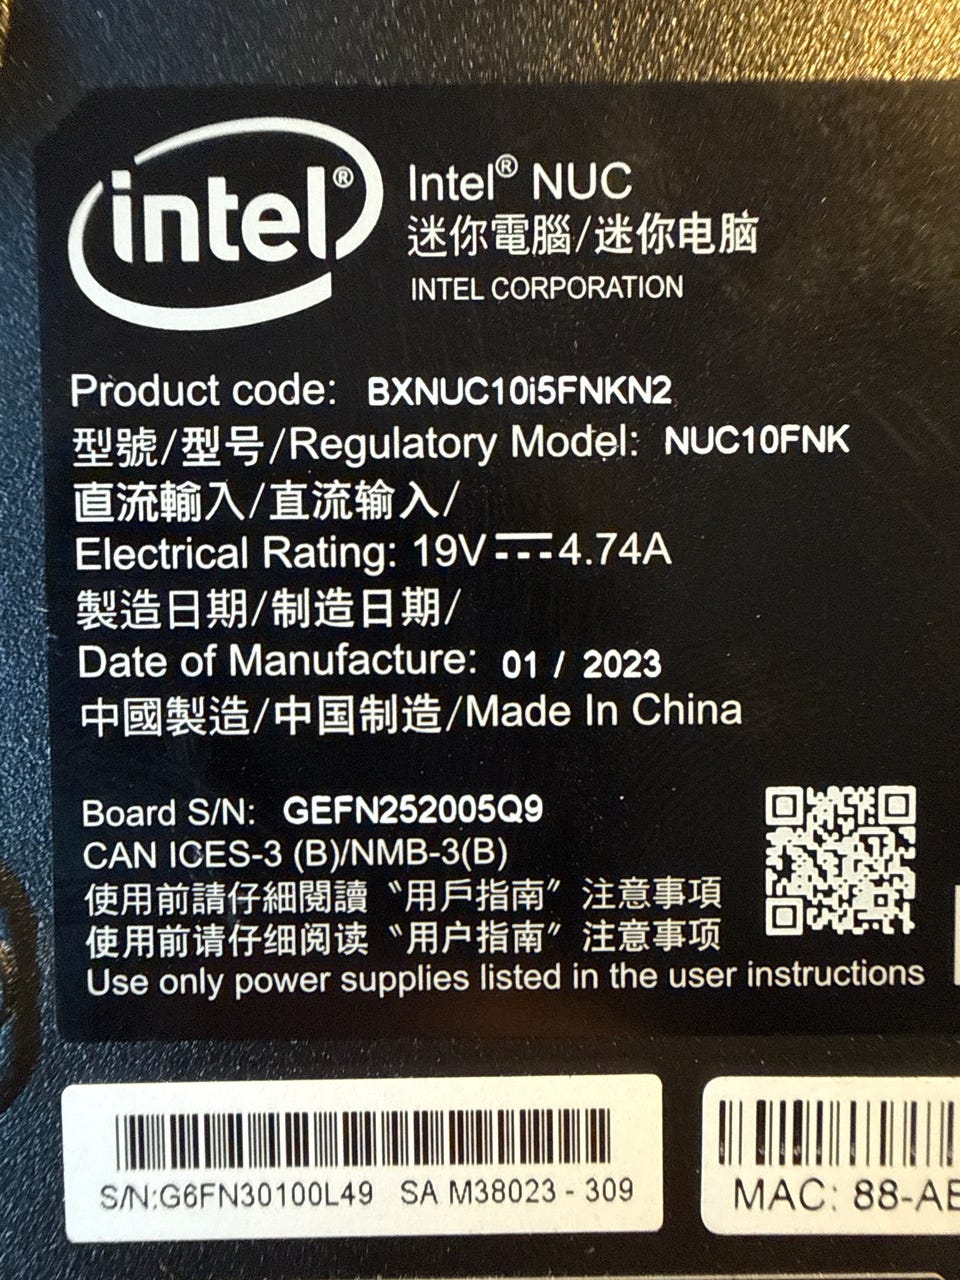 intel®
Intel® NUC
迷你電腦/迷你电脑
INTEL CORPORATION
Product code: BXNUC10i5FNKN2
型號/型号/Regulatory Model: NUC10FNK
直流輸入/直流输入/
Electrical Rating: 19V⎓4.74A
製造日期/制造日期/
Date of Manufacture: 01 / 2023
中國製造/中国制造/Made In China
Board S/N: GEFN252005Q9
CAN ICES-3 (B)/NMB-3(B)
使用前請仔細閱讀〝用戶指南〞注意事項
使用前请仔细阅读〝用户指南〞注意事项
Use only power supplies listed in the user instructions
S/N:G6FN30100L49 SA M38023 - 309
MAC: 88-AE